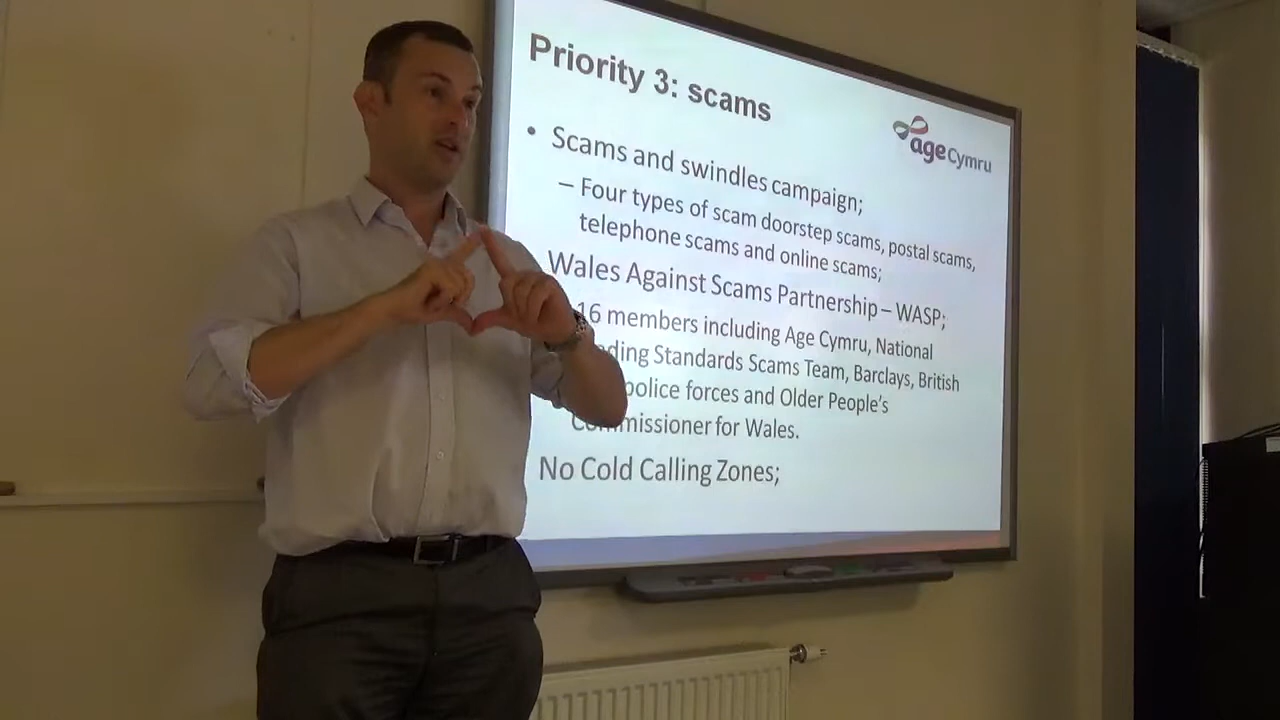 Priority 3: scams
age Cymru
• Scams and swindles campaign;
– Four types of scam doorstep scams, postal scams,
telephone scams and online scams;
Wales Against Scams Partnership – WASP;
16 members including Age Cymru, National
Standards Scams Team, Barclays, British
police forces and Older People's
Commissioner for Wales.
No Cold Calling Zones;